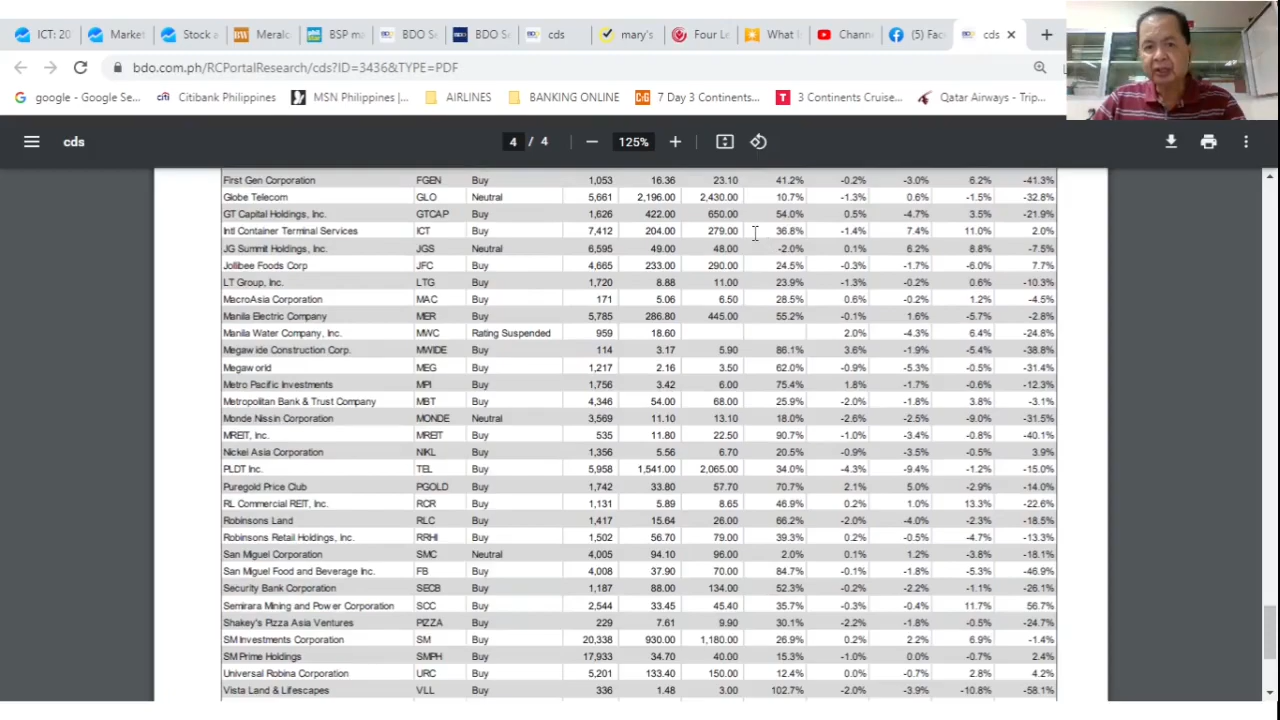 ICT: 20 Market Stock a Meralc BSP ma BDO Se BDO Se cds mary's Four Le What B Chann (5) Fac cds
bdo.com.ph/RCPortalResearch/cds?ID=3 PE=PDF
google - Google Se... Citibank Philippines MSN Philippines |... AIRLINES BANKING ONLINE 7 Day 3 Continents... 3 Continents Cruise... Qatar Airways - Trip...
cds 4 / 4 125%
First Gen Corporation FGEN Buy 1,053 16.36 23.10 41.2% -0.2% -3.0% 6.2% -41.3%
Globe Telecom GLO Neutral 5,661 2,196.00 2,430.00 10.7% -1.3% 0.6% -1.5% -32.8%
GT Capital Holdings, Inc. GTCAP Buy 1,626 422.00 650.00 54.0% 0.5% -4.7% 3.5% -21.9%
Intl Container Terminal Services ICT Buy 7,412 204.00 279.00 36.8% -1.4% 7.4% 11.0% 2.0%
JG Summit Holdings, Inc. JGS Neutral 6,595 49.00 48.00 -2.0% 0.1% 6.2% 8.8% -7.5%
Jollibee Foods Corp JFC Buy 4,665 233.00 290.00 24.5% -0.3% -1.7% -6.0% 7.7%
LT Group, Inc. LTG Buy 1,720 8.88 11.00 23.9% -1.3% -0.2% 0.6% -10.3%
MacroAsia Corporation MAC Buy 171 5.06 6.50 28.5% 0.6% -0.2% 1.2% -4.5%
Manila Electric Company MER Buy 5,785 286.80 445.00 55.2% -0.1% 1.6% -5.7% -2.8%
Manila Water Company, Inc. MWC Rating Suspended 959 18.60 2.0% -4.3% 6.4% -24.8%
Megawide Construction Corp. MWIDE Buy 114 3.17 5.90 86.1% 3.6% -1.9% -5.4% -38.8%
Megaworld MEG Buy 1,217 2.16 3.50 62.0% -0.9% -5.3% -0.5% -31.4%
Metro Pacific Investments MPI Buy 1,756 3.42 6.00 75.4% 1.8% -1.7% -0.6% -12.3%
Metropolitan Bank & Trust Company MBT Buy 4,346 54.00 68.00 25.9% -2.0% -1.8% 3.8% -3.1%
Monde Nissin Corporation MONDE Neutral 3,569 11.10 13.10 18.0% -2.6% -2.5% -9.0% -31.5%
MREIT, Inc. MREIT Buy 535 11.80 22.50 90.7% -1.0% -3.4% -0.8% -40.1%
Nickel Asia Corporation NIKL Buy 1,356 5.56 6.70 20.5% -0.9% -3.5% -0.5% 3.9%
PLDT Inc. TEL Buy 5,958 1,541.00 2,065.00 34.0% -4.3% -9.4% -1.2% -15.0%
Puregold Price Club PGOLD Buy 1,742 33.80 57.70 70.7% 2.1% 5.0% -2.9% -14.0%
RL Commercial REIT, Inc. RCR Buy 1,131 5.89 8.65 46.9% 0.2% 1.0% 13.3% -22.6%
Robinsons Land RLC Buy 1,417 15.64 26.00 66.2% -2.0% -4.0% -2.3% -18.5%
Robinsons Retail Holdings, Inc. RRHI Buy 1,502 56.70 79.00 39.3% 0.2% -0.5% -4.7% -13.3%
San Miguel Corporation SMC Neutral 4,005 94.10 96.00 2.0% 0.1% 1.2% -3.8% -18.1%
San Miguel Food and Beverage Inc. FB Buy 4,008 37.90 70.00 84.7% -0.1% -1.8% -5.3% -46.9%
Security Bank Corporation SECB Buy 1,187 88.00 134.00 52.3% -0.2% -2.2% -1.1% -26.1%
Semirara Mining and Power Corporation SCC Buy 2,544 33.45 45.40 35.7% -0.3% -0.4% 11.7% 56.7%
Shakey's Pizza Asia Ventures PIZZA Buy 229 7.61 9.90 30.1% -2.2% -1.8% -0.5% -24.7%
SM Investments Corporation SM Buy 20,338 930.00 1,180.00 26.9% 0.2% 2.2% 6.9% -1.4%
SM Prime Holdings SMPH Buy 17,933 34.70 40.00 15.3% -1.0% 0.0% -0.7% 2.4%
Universal Robina Corporation URC Buy 5,201 133.40 150.00 12.4% 0.0% -0.7% 2.8% 4.2%
Vista Land & Lifescapes VLL Buy 336 1.48 3.00 102.7% -2.0% -3.9% -10.8% -58.1%